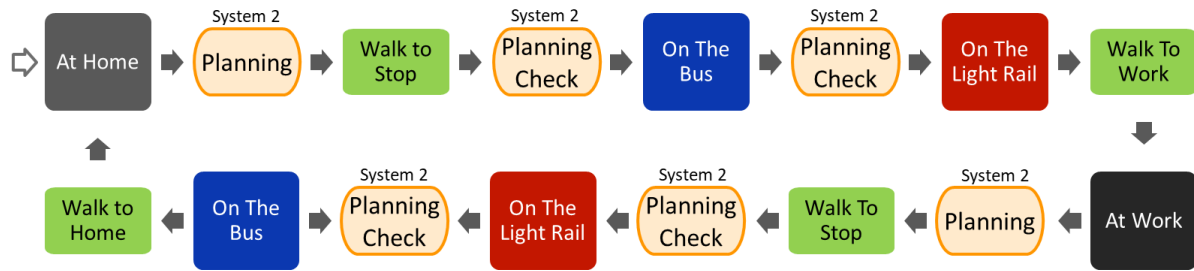 System 2
System 2
System 2
At Home
Planning
Walk to
Stop
Planning
Check
On The
Bus
Planning
Check
On The
Light Rail
Walk To
Work
System 2
System 2
System 2
Walk to
Home
On The
Bus
Planning
Check
On The
Light Rail
Planning
Check
Walk To
Stop
Planning
At Work